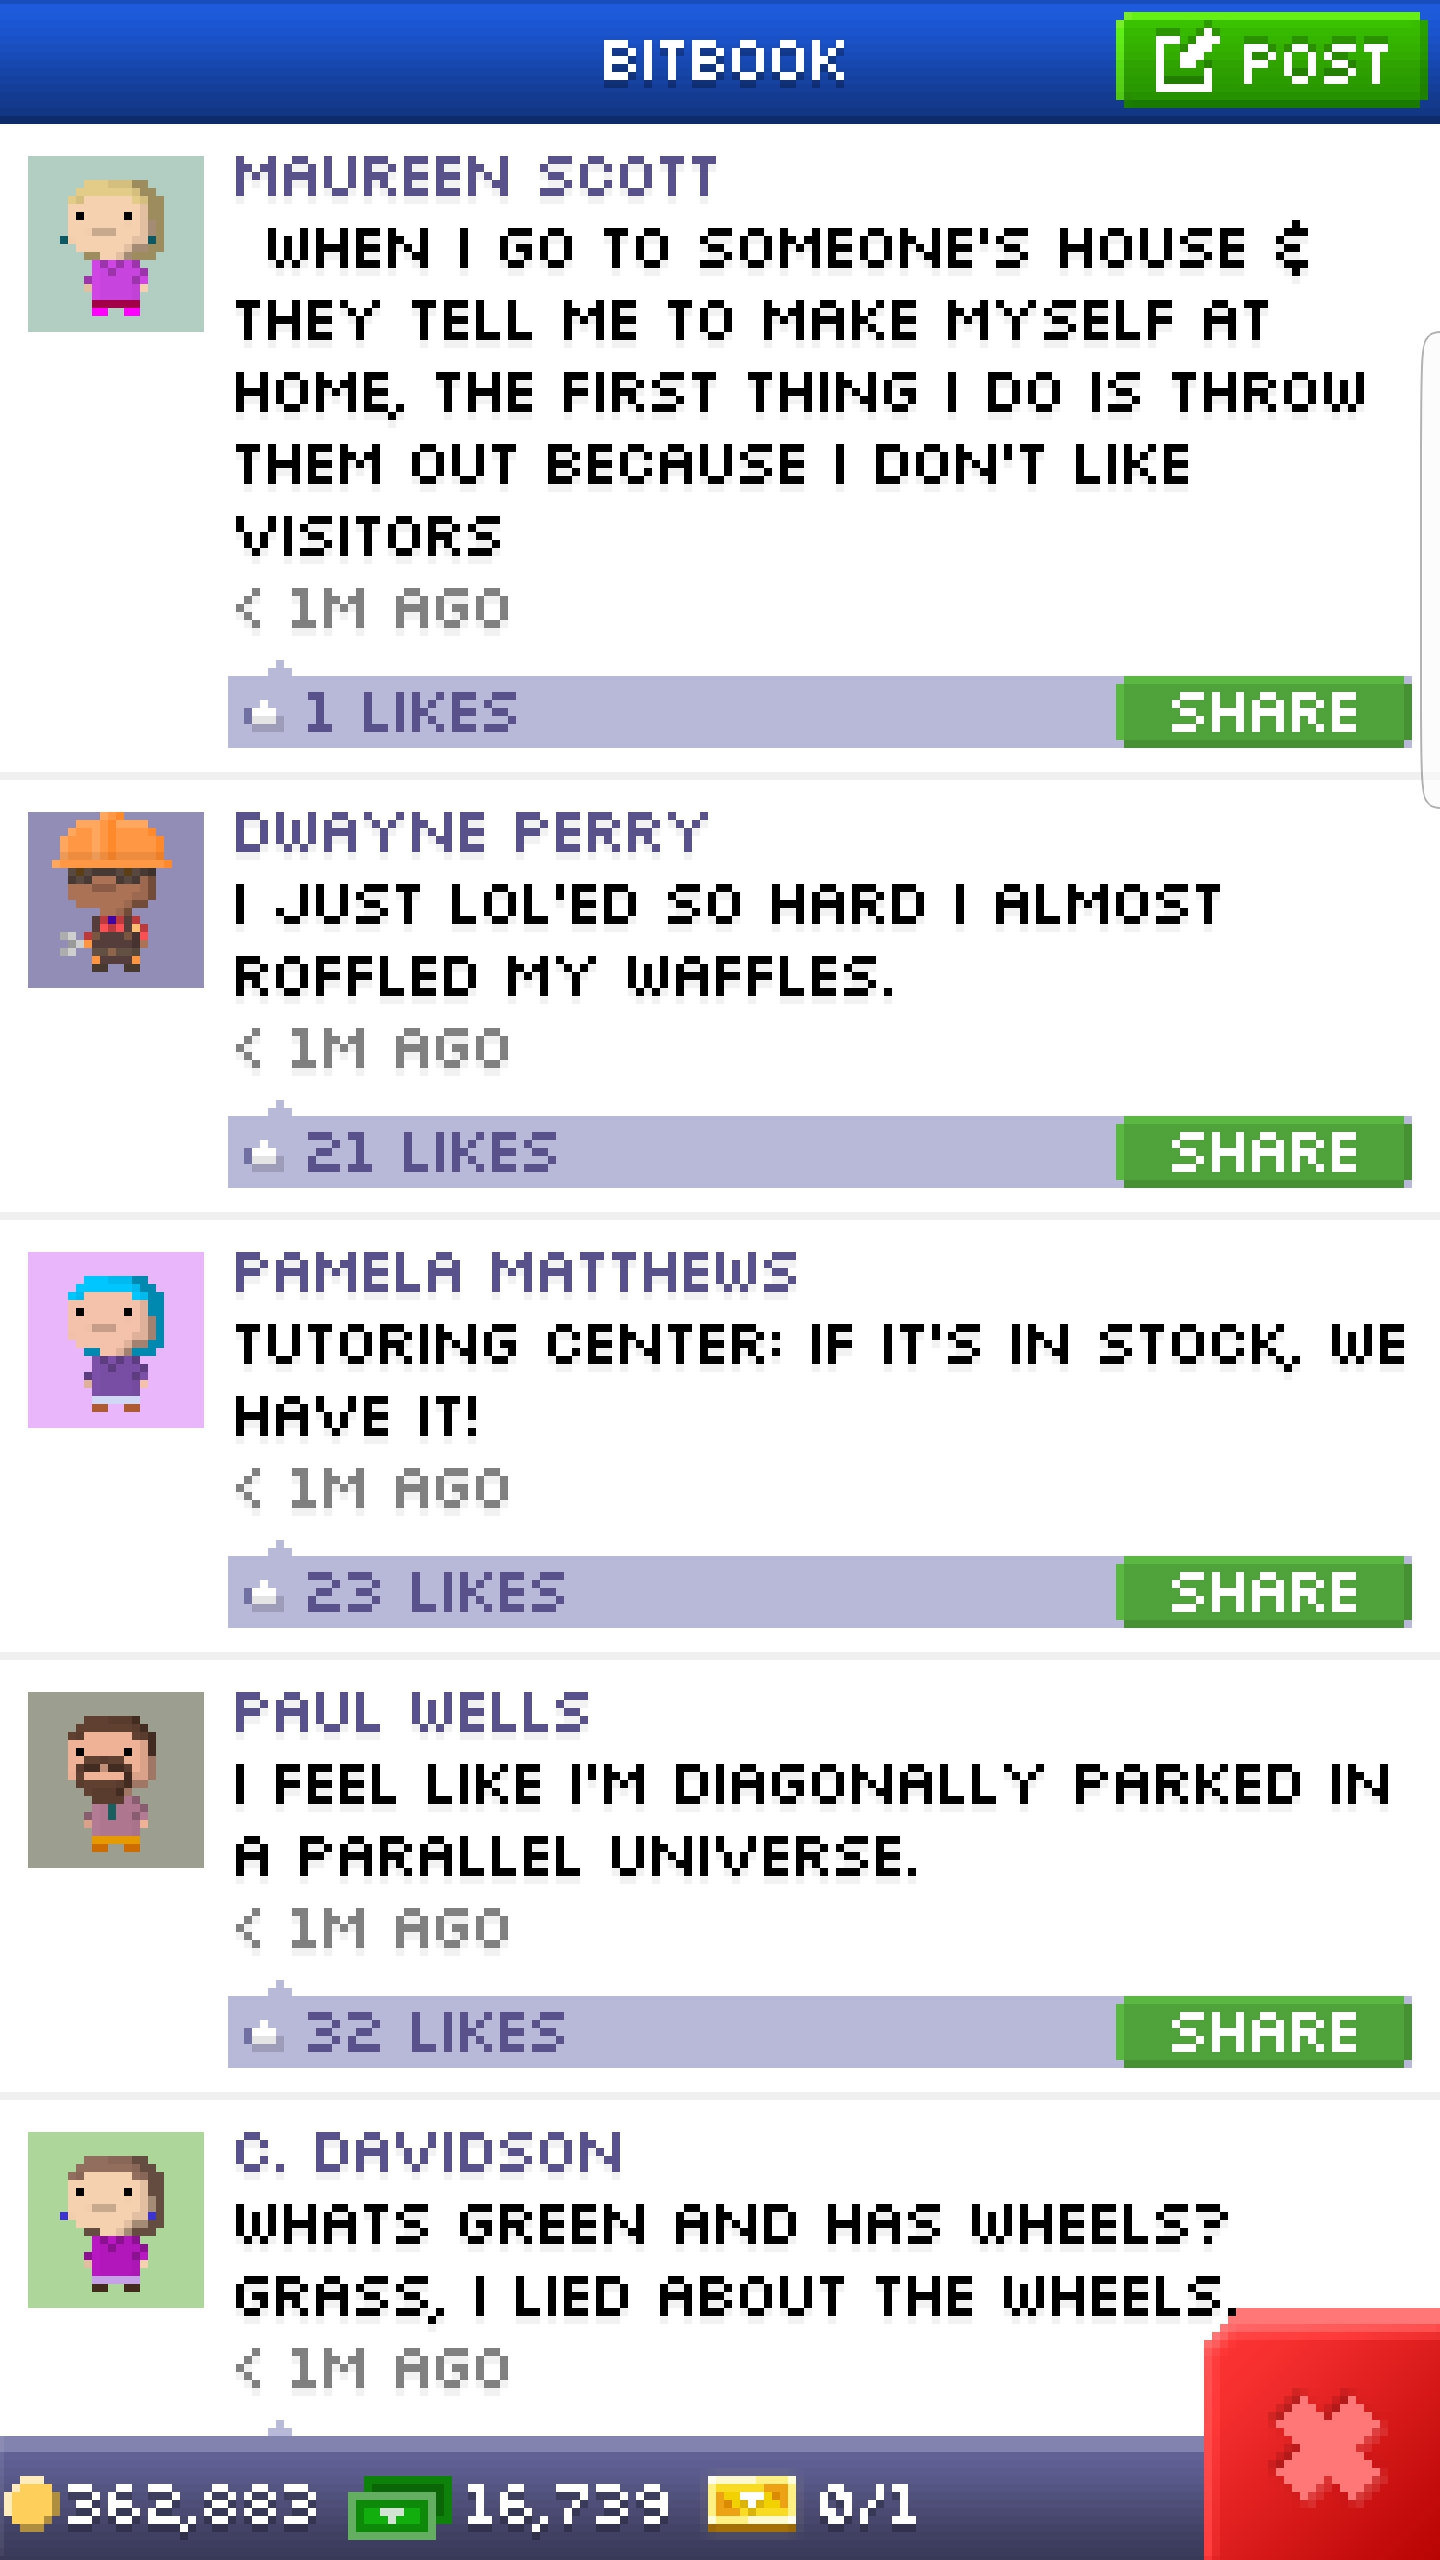 BITBOOK
POST
MAUREEN SCOTT
WHEN I GO TO SOMEONE'S HOUSE &
THEY TELL ME TO MAKE MYSELF AT
HOME, THE FIRST THING I DO IS THROW
THEM OUT BECAUSE I DON'T LIKE
VISITORS
< 1M AGO
1 LIKES
SHARE
DWAYNE PERRY
I JUST LOL'ED SO HARD I ALMOST
ROFFLED MY WAFFLES.
< 1M AGO
21 LIKES
SHARE
PAMELA MATTHEWS
TUTORING CENTER: IF IT'S IN STOCK, WE
HAVE IT!
< 1M AGO
23 LIKES
SHARE
PAUL WELLS
I FEEL LIKE I'M DIAGONALLY PARKED IN
A PARALLEL UNIVERSE.
< 1M AGO
32 LIKES
SHARE
C. DAVIDSON
WHATS GREEN AND HAS WHEELS?
GRASS, I LIED ABOUT THE WHEELS.
< 1M AGO
362,883 16,739 0/1